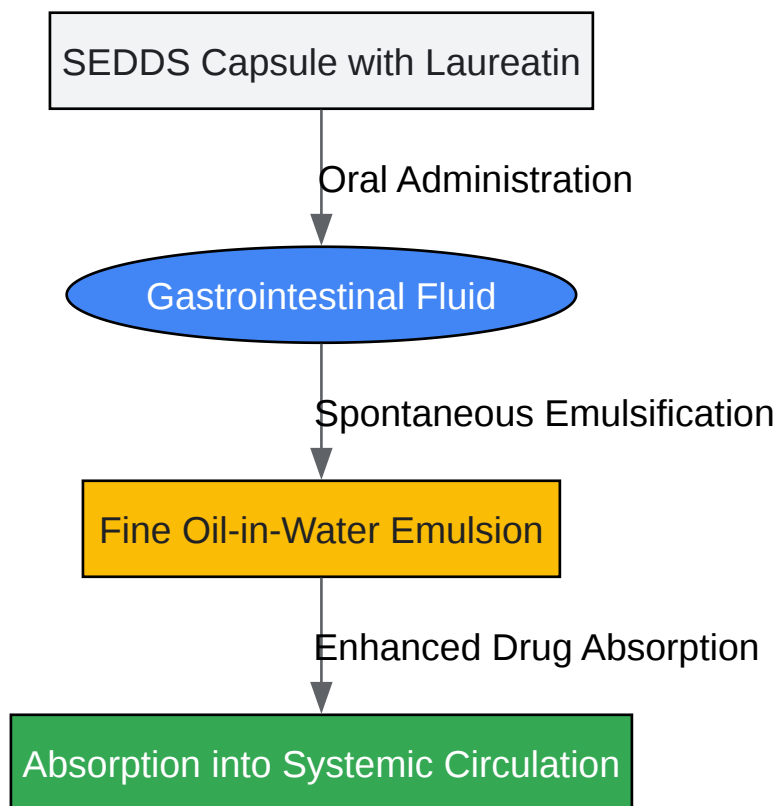 SEDDS Capsule with Laureatin
Oral Administration
Gastrointestinal Fluid
Spontaneous Emulsification
Fine Oil-in-Water Emulsion
Enhanced Drug Absorption
Absorption into Systemic Circulation